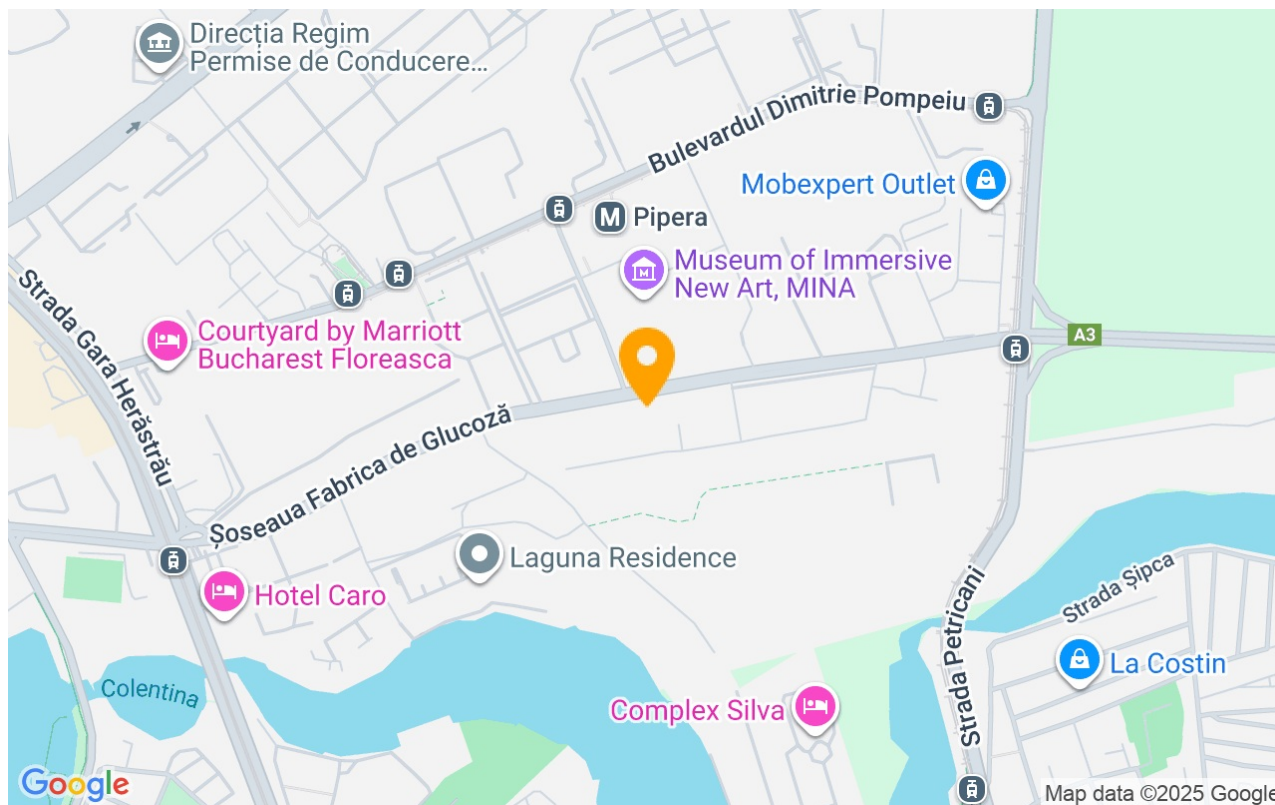 Direcția Regim
Permise de Conducere...
Bulevardul Dimitrie Pompeiu
Mobexpert Outlet
M Pipera
Museum of Immersive
New Art, MINA
Strada Gara Herăstrău
Courtyard by Marriott
Bucharest Floreasca
A3
Șoseaua Fabrica de Glucoză
Laguna Residence
Hotel Caro
Strada Petricani
Strada Șipca
La Costin
Colentina
Complex Silva
Google
Map data ©2025 Google